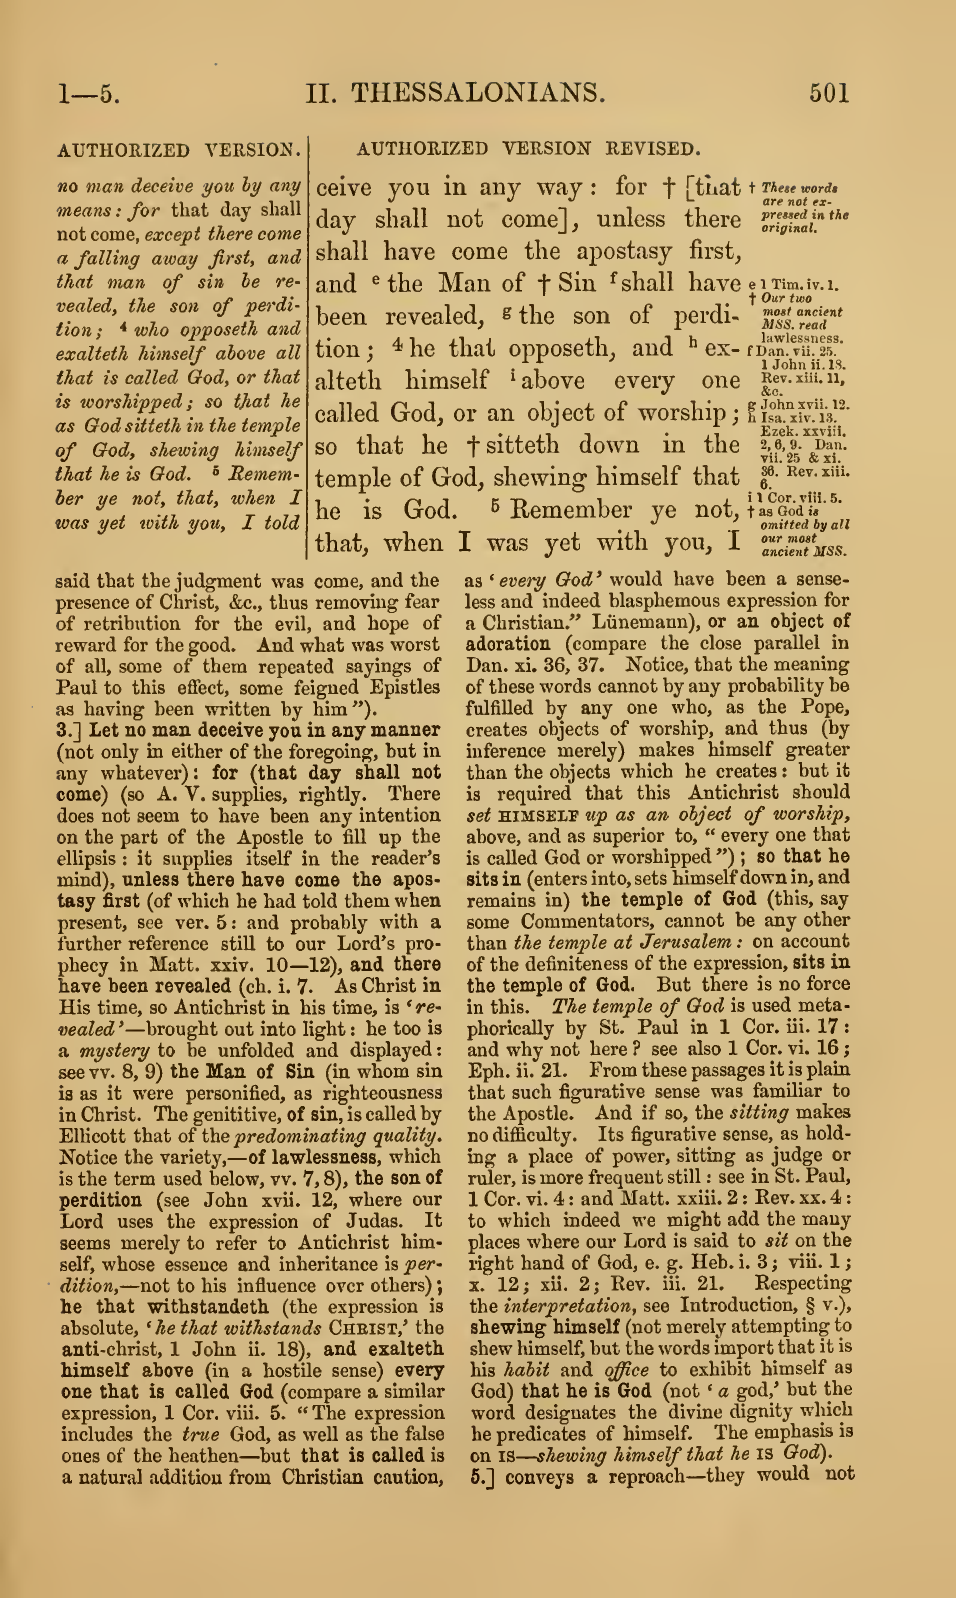 1—5.
II. THESSALONIANS.
501
AUTHORIZED VERSION.
no man deceive you by any
means: for that day shall
not come, except there come
a falling away first, and
that man of sin be re-
vealed, the son of perdi-
tion; 4 who opposeth and
exalteth himself above all
that is called God, or that
is worshipped; so that he
as God sitteth in the temple
of God, shewing himself
that he is God. 5 Remem-
ber ye not, that, when I
was yet with you, I told
AUTHORIZED VERSION REVISED.
ceive you in any way: for † [that
day shall not come], unless there
shall have come the apostasy first,
and e the Man of † Sin f shall have
been revealed, g the son of perdi-
tion; 4 he that opposeth, and h ex-
alteth himself i above every one
called God, or an object of worship;
so that he † sitteth down in the
temple of God, shewing himself that
he is God. 5 Remember ye not,
that, when I was yet with you, I
† These words
are not ex-
pressed in the
original.
e 1 Tim. iv. 1.
† Our two
most ancient
MSS. read
lawlessness.
f Dan. vii. 25.
1 John ii. 18.
Rev. xiii. 11,
&c.
g John xvii. 12.
h Isa. xiv. 13.
Ezek. xxviii.
2, 6, 9. Dan.
vii. 25 & xi.
36. Rev. xiii.
6.
i 1 Cor. viii. 5.
† as God is
omitted by all
our most
ancient MSS.
said that the judgment was come, and the
presence of Christ, &c., thus removing fear
of retribution for the evil, and hope of
reward for the good. And what was worst
of all, some of them repeated sayings of
Paul to this effect, some feigned Epistles
as having been written by him").
3.] Let no man deceive you in any manner
(not only in either of the foregoing, but in
any whatever): for (that day shall not
come) (so A. V. supplies, rightly. There
does not seem to have been any intention
on the part of the Apostle to fill up the
ellipsis: it supplies itself in the reader's
mind), unless there have come the apos-
tasy first (of which he had told them when
present, see ver. 5: and probably with a
further reference still to our Lord's pro-
phecy in Matt. xxiv. 10—12), and there
have been revealed (ch. i. 7. As Christ in
His time, so Antichrist in his time, is 're-
vealed'—brought out into light: he too is
a mystery to be unfolded and displayed:
see vv. 8, 9) the Man of Sin (in whom sin
is as it were personified, as righteousness
in Christ. The genititive, of sin, is called by
Ellicott that of the predominating quality.
Notice the variety,—of lawlessness, which
is the term used below, vv. 7, 8), the son of
perdition (see John xvii. 12, where our
Lord uses the expression of Judas. It
seems merely to refer to Antichrist him-
self, whose essence and inheritance is per-
dition,—not to his influence over others);
he that withstandeth (the expression is
absolute, 'he that withstands CHRIST,' the
anti-christ, 1 John ii. 18), and exalteth
himself above (in a hostile sense) every
one that is called God (compare a similar
expression, 1 Cor. viii. 5. "The expression
includes the true God, as well as the false
ones of the heathen—but that is called is
a natural addition from Christian caution,
as 'every God' would have been a sense-
less and indeed blasphemous expression for
a Christian." Lünemann), or an object of
adoration (compare the close parallel in
Dan. xi. 36, 37. Notice, that the meaning
of these words cannot by any probability be
fulfilled by any one who, as the Pope,
creates objects of worship, and thus (by
inference merely) makes himself greater
than the objects which he creates: but it
is required that this Antichrist should
set HIMSELF up as an object of worship,
above, and as superior to, "every one that
is called God or worshipped"); so that he
sits in (enters into, sets himself down in, and
remains in) the temple of God (this, say
some Commentators, cannot be any other
than the temple at Jerusalem: on account
of the definiteness of the expression, sits in
the temple of God. But there is no force
in this. The temple of God is used meta-
phorically by St. Paul in 1 Cor. iii. 17:
and why not here? see also 1 Cor. vi. 16;
Eph. ii. 21. From these passages it is plain
that such figurative sense was familiar to
the Apostle. And if so, the sitting makes
no difficulty. Its figurative sense, as hold-
ing a place of power, sitting as judge or
ruler, is more frequent still: see in St. Paul,
1 Cor. vi. 4: and Matt. xxiii. 2: Rev. xx. 4:
to which indeed we might add the many
places where our Lord is said to sit on the
right hand of God, e. g. Heb. i. 3; viii. 1;
x. 12; xii. 2; Rev. iii. 21. Respecting
the interpretation, see Introduction, § v.),
shewing himself (not merely attempting to
shew himself, but the words import that it is
his habit and office to exhibit himself as
God) that he is God (not 'a god,' but the
word designates the divine dignity which
he predicates of himself. The emphasis is
on IS—shewing himself that he IS God).
5.] conveys a reproach—they would not